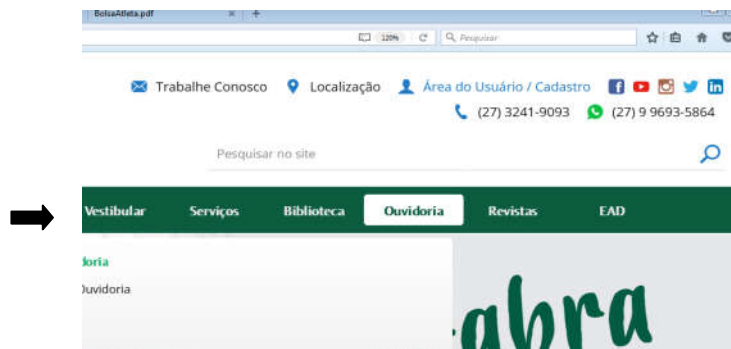 BolsaAtleta.pdf
120% Pesquisar
Trabalhe Conosco Localização Área do Usuário / Cadastro
(27) 3241-9093 (27) 9 9693-5864
Pesquisar no site
Vestibular Serviços Biblioteca Ouvidoria Revistas EAD
doria
Ouvidoria
abra